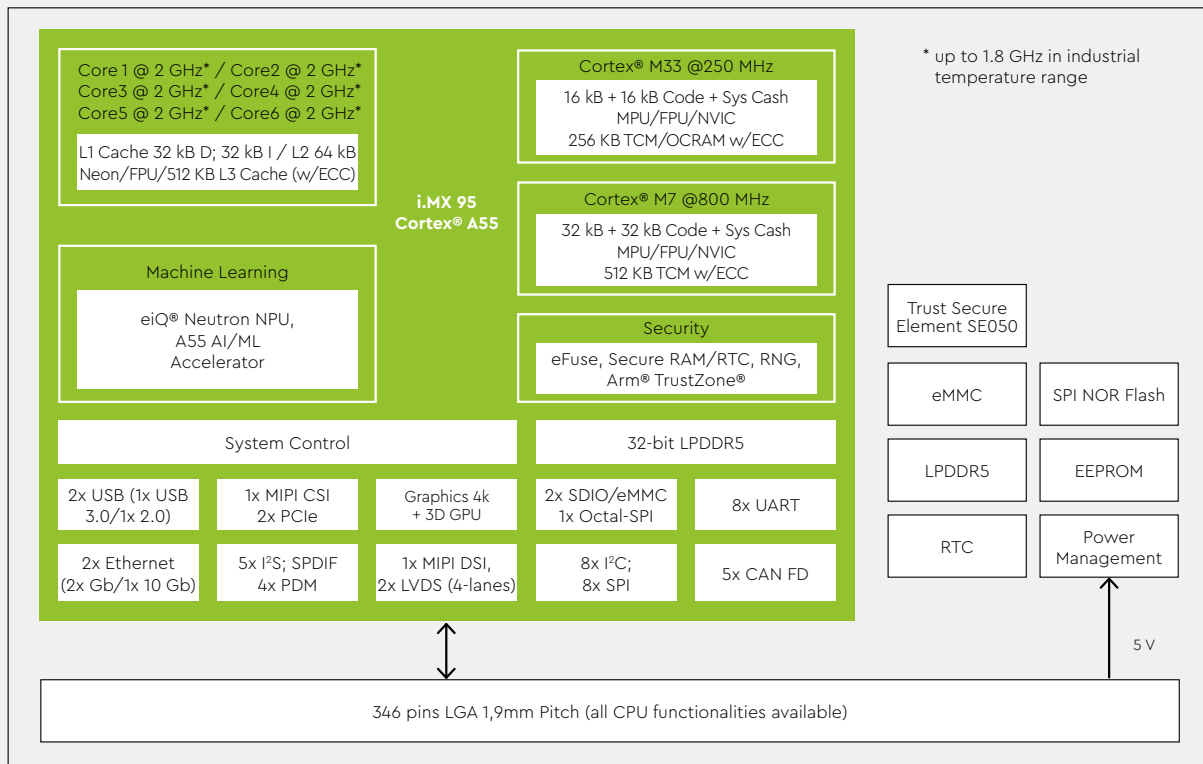 Core 1 @ 2 GHz* / Core2 @ 2 GHz*
Core3 @ 2 GHz* / Core4 @ 2 GHz*
Core5 @ 2 GHz* / Core6 @ 2 GHz*
L1 Cache 32 kB D; 32 kB I / L2 64 kB
Neon/FPU/512 KB L3 Cache (w/ECC)
i.MX 95
Cortex® A55
Cortex® M33 @250 MHz
16 kB + 16 kB Code + Sys Cash
MPU/FPU/NVIC
256 KB TCM/OCRAM w/ECC
Cortex® M7 @800 MHz
32 kB + 32 kB Code + Sys Cash
MPU/FPU/NVIC
512 KB TCM w/ECC
Machine Learning
eiQ® Neutron NPU,
A55 AI/ML
Accelerator
Security
eFuse, Secure RAM/RTC, RNG,
Arm® TrustZone®
System Control
32-bit LPDDR5
2x USB (1x USB
3.0/1x 2.0)
1x MIPI CSI
2x PCIe
Graphics 4k
+ 3D GPU
2x SDIO/eMMC
1x Octal-SPI
8x UART
2x Ethernet
(2x Gb/1x 10 Gb)
5x I²S; SPDIF
4x PDM
1x MIPI DSI,
2x LVDS (4-lanes)
8x I²C;
8x SPI
5x CAN FD
* up to 1.8 GHz in industrial
temperature range
Trust Secure
Element SE050
eMMC
SPI NOR Flash
LPDDR5
EEPROM
RTC
Power
Management
5 V
346 pins LGA 1,9mm Pitch (all CPU functionalities available)